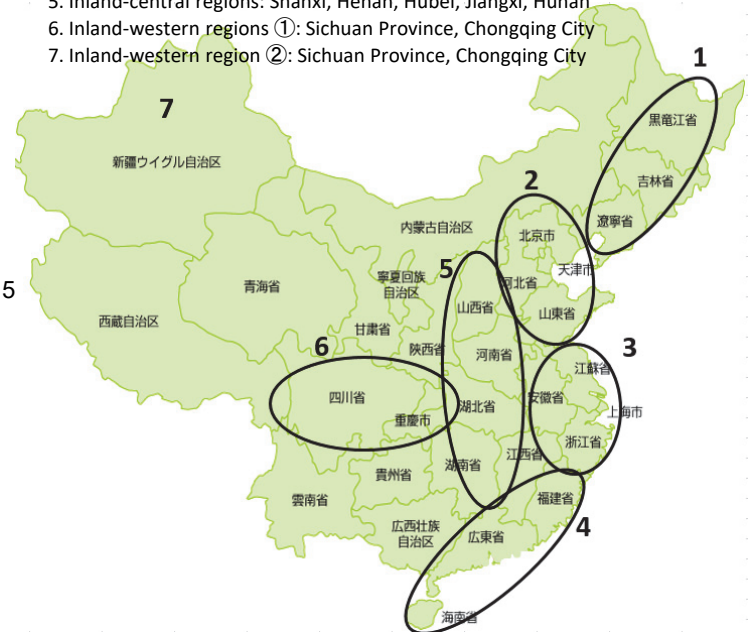 5. Inland-central regions: Shanxi, Henan, Hubei, Jiangxi, Hunan
6. Inland-western regions ①: Sichuan Province, Chongqing City
7. Inland-western region ②: Sichuan Province, Chongqing City
1
7
黒竜江省
新疆ウイグル自治区
吉林省
2
遼寧省
内蒙古自治区
北京市
5
天津市
寧夏回族
自治区
河北省
青海省
5
山西省
山東省
西蔵自治区
甘粛省
6
陝西省
河南省
3
江蘇省
四川省
安徽省
湖北省
上海市
重慶市
浙江省
江西省
湖南省
貴州省
雲南省
福建省
4
広西壮族
自治区
広東省
海南省